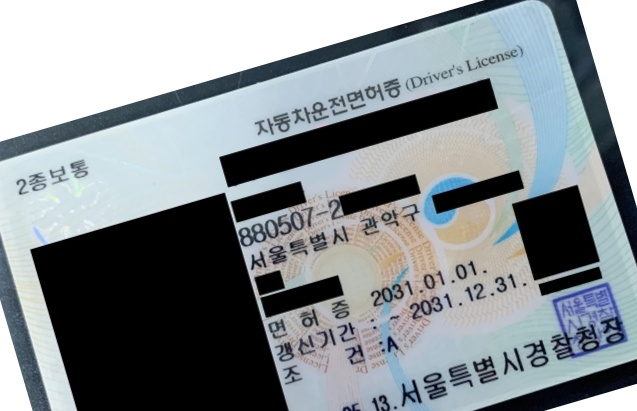 자동차운전면허증 (Driver's License)
2종보통
880507-2
서울특별시 관악구
면 허 증 2031.01.01.
갱신기간 : ~ 2031.12.31.
조 건 :A
05.13. 서울특별시경찰청장